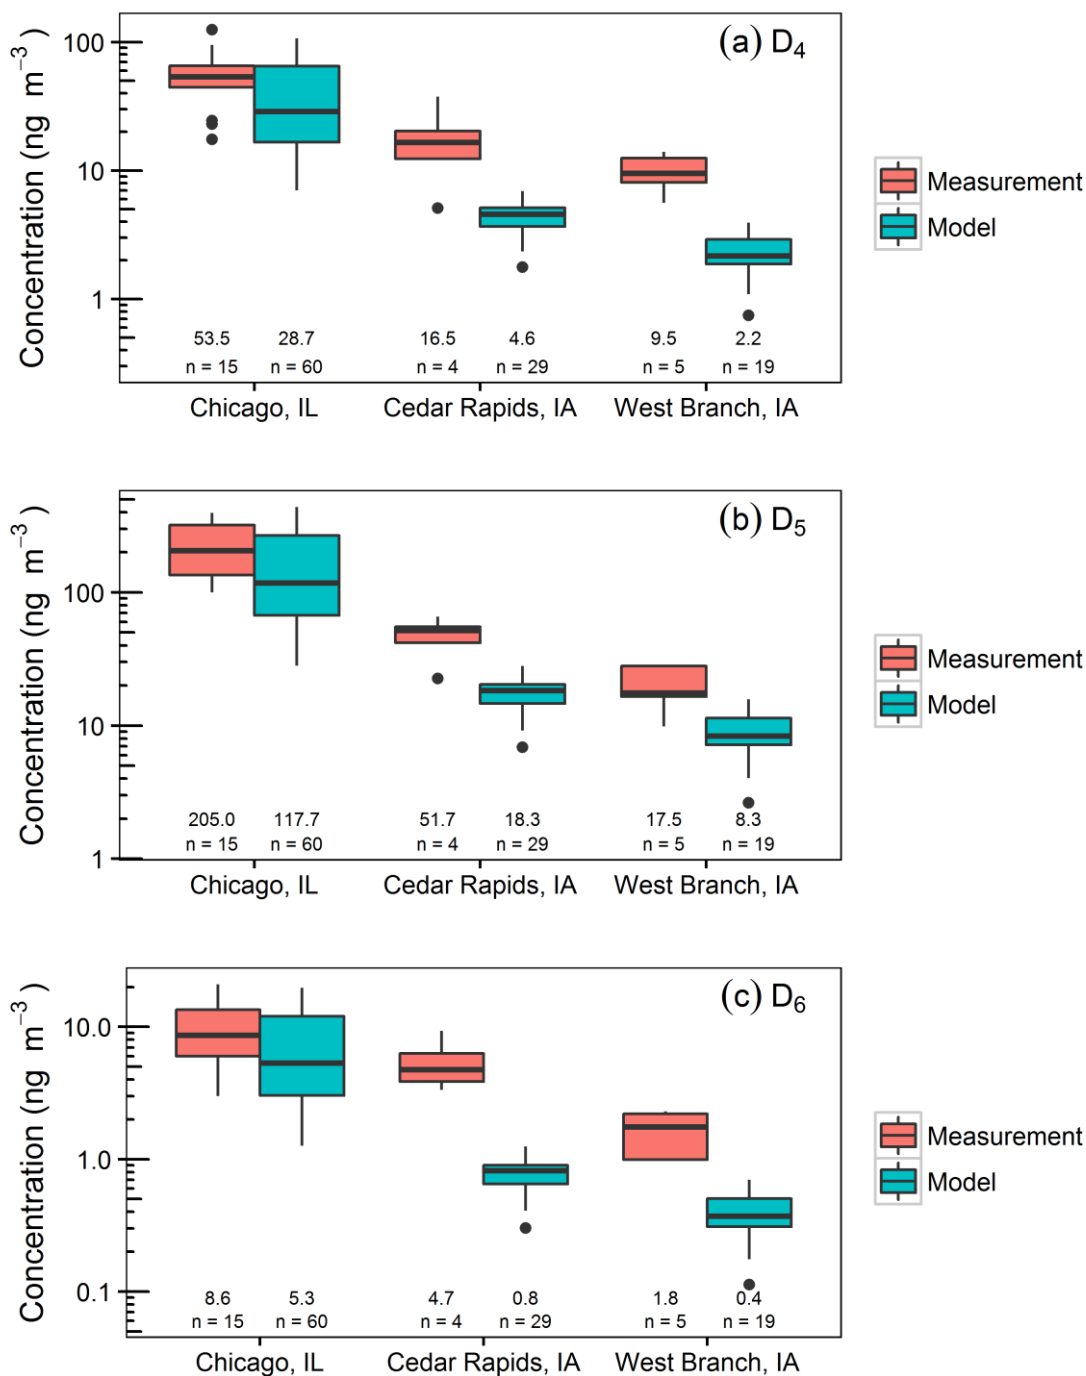 (a) D4
Concentration (ng m−3)
100
10
1
53.5 28.7 16.5 4.6 9.5 2.2
n = 15 n = 60 n = 4 n = 29 n = 5 n = 19
Chicago, IL Cedar Rapids, IA West Branch, IA
Measurement
Model
(b) D5
Concentration (ng m−3)
100
10
1
205.0 117.7 51.7 18.3 17.5 8.3
n = 15 n = 60 n = 4 n = 29 n = 5 n = 19
Chicago, IL Cedar Rapids, IA West Branch, IA
Measurement
Model
(c) D6
Concentration (ng m−3)
10.0
1.0
0.1
8.6 5.3 4.7 0.8 1.8 0.4
n = 15 n = 60 n = 4 n = 29 n = 5 n = 19
Chicago, IL Cedar Rapids, IA West Branch, IA
Measurement
Model